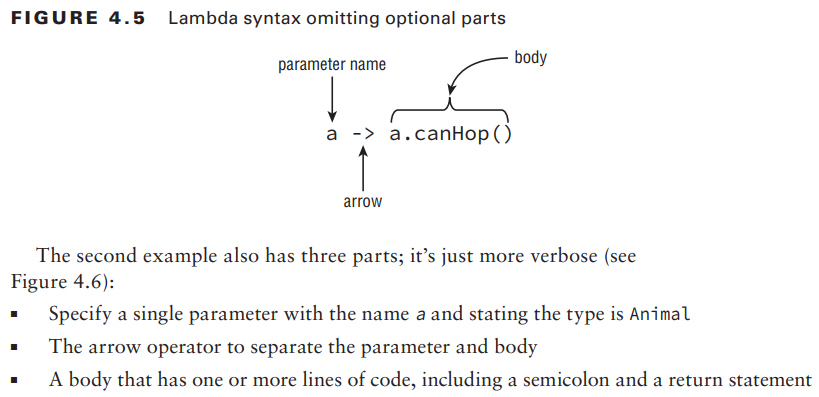 FIGURE 4.5 Lambda syntax omitting optional parts
parameter name
body
a -> a.canHop()
arrow
The second example also has three parts; it's just more verbose (see
Figure 4.6):
▪ Specify a single parameter with the name a and stating the type is Animal
▪ The arrow operator to separate the parameter and body
▪ A body that has one or more lines of code, including a semicolon and a return statement